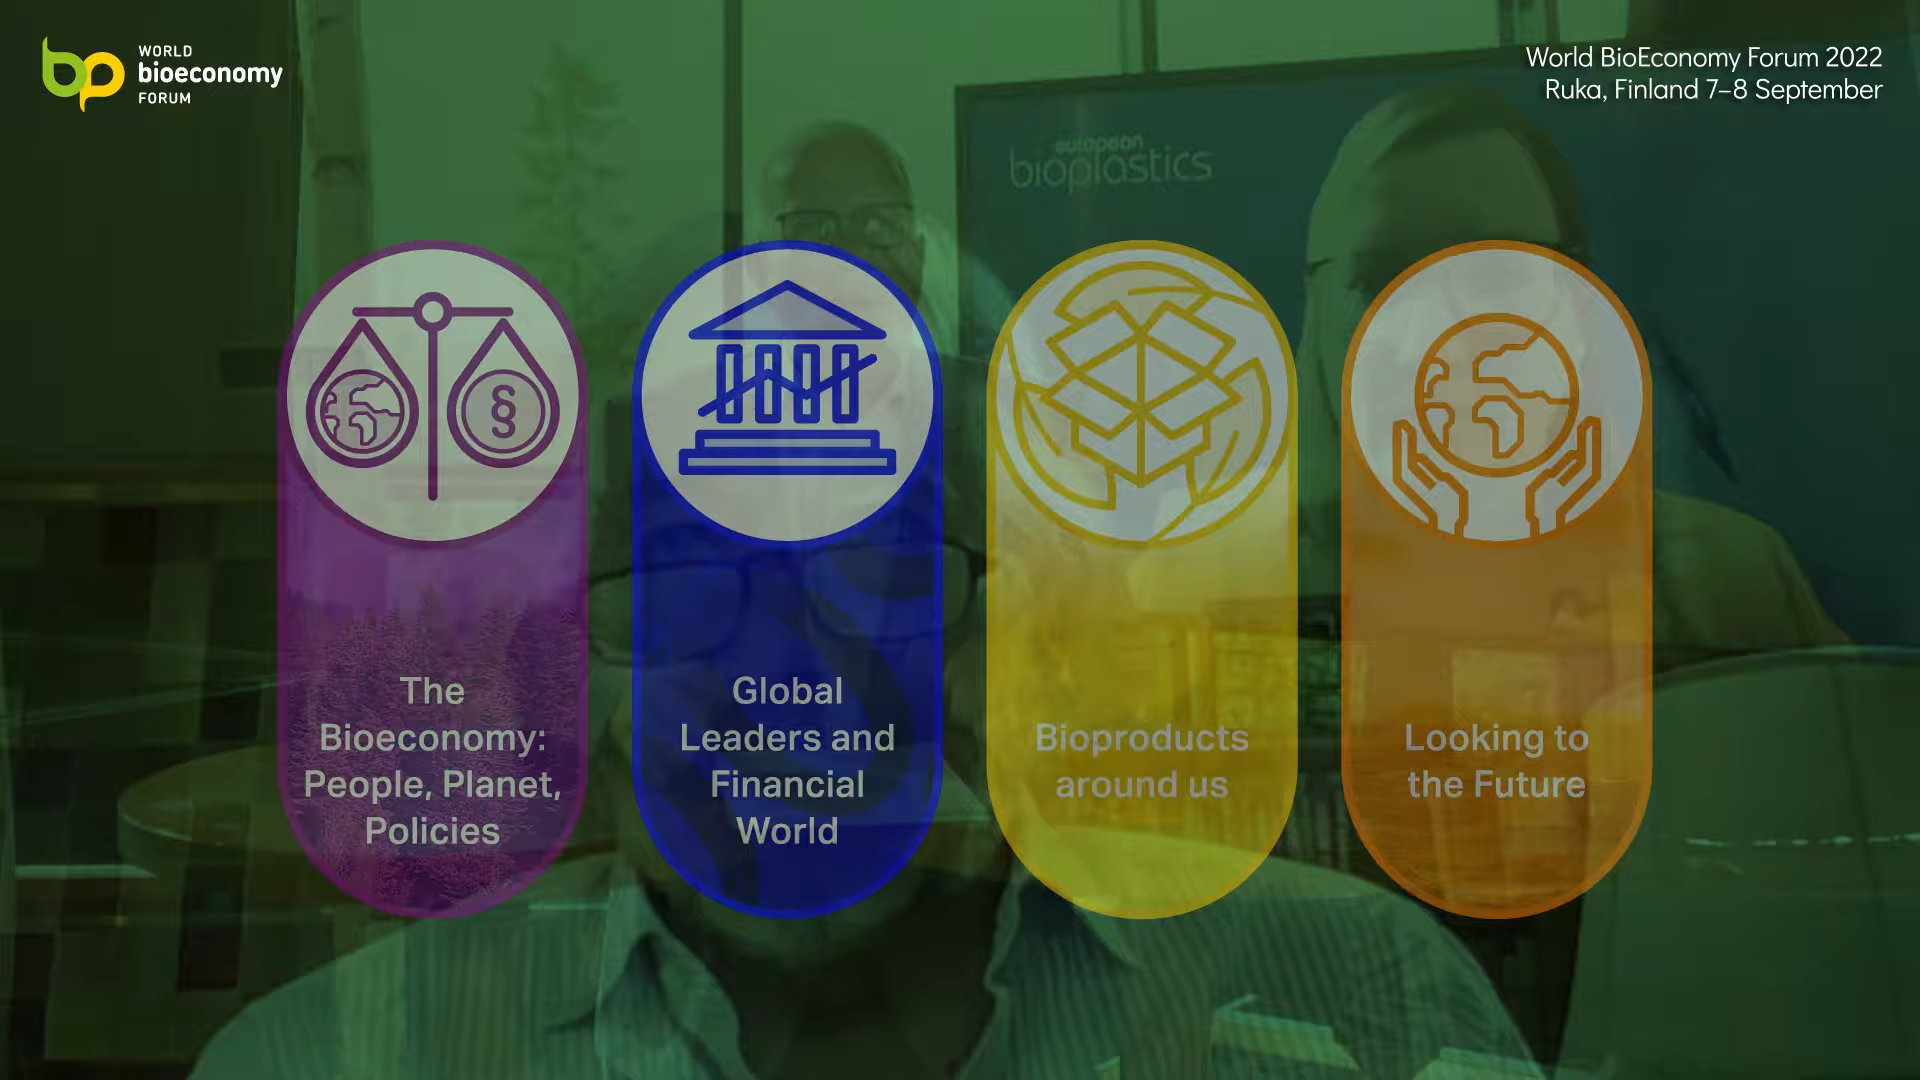 WORLD
bioeconomy
FORUM
World BioEconomy Forum 2022
Ruka, Finland 7–8 September
european
bioplastics
§
The
Bioeconomy:
People, Planet,
Policies
Global
Leaders and
Financial
World
Bioproducts
around us
Looking to
the Future